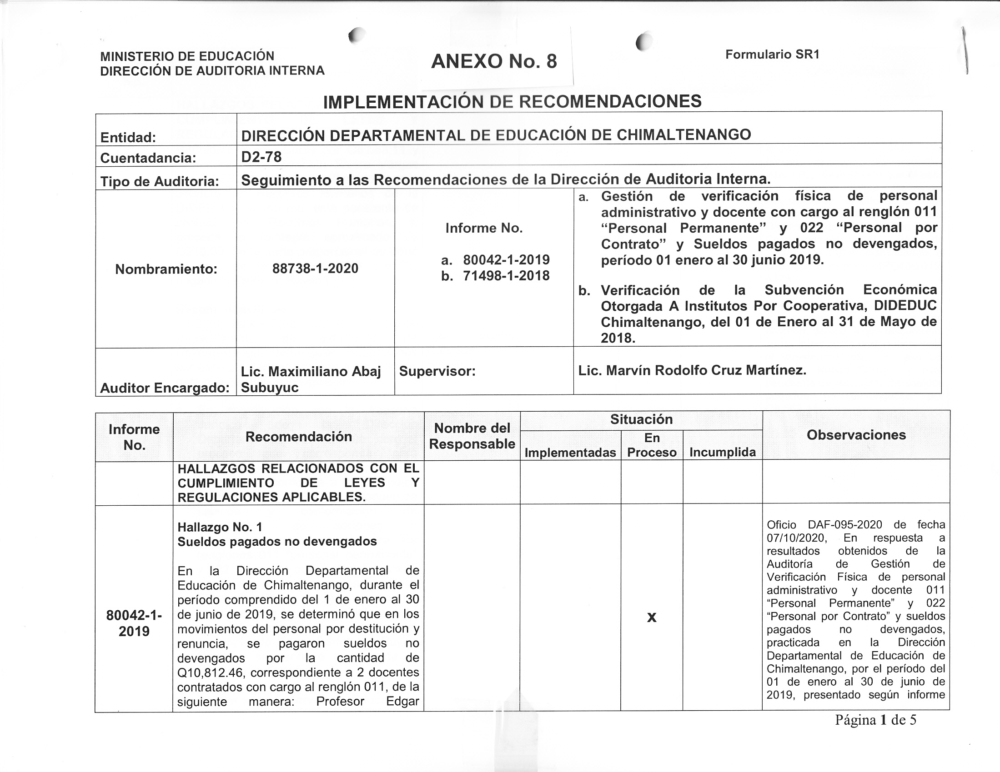 MINISTERIO DE EDUCACIÓN
DIRECCIÓN DE AUDITORIA INTERNA
ANEXO No. 8
Formulario SR1
IMPLEMENTACIÓN DE RECOMENDACIONES
Entidad:
DIRECCIÓN DEPARTAMENTAL DE EDUCACIÓN DE CHIMALTENANGO
Cuentadancia:
D2-78
Tipo de Auditoria:
Seguimiento a las Recomendaciones de la Dirección de Auditoria Interna.
Nombramiento:
88738-1-2020
Informe No.
a. 80042-1-2019
b. 71498-1-2018
a. Gestión de verificación física de personal
administrativo y docente con cargo al renglón 011
“Personal Permanente” y 022 “Personal por
Contrato” y Sueldos pagados no devengados,
período 01 enero al 30 junio 2019.
b. Verificación de la Subvención Económica
Otorgada A Institutos Por Cooperativa, DIDEDUC
Chimaltenango, del 01 de Enero al 31 de Mayo de
2018.
Auditor Encargado:
Lic. Maximiliano Abaj
Subuyuc
Supervisor:
Lic. Marvín Rodolfo Cruz Martínez.
Informe
No.
Recomendación
Nombre del
Responsable
Situación
Implementadas
En
Proceso
Incumplida
Observaciones
HALLAZGOS RELACIONADOS CON EL
CUMPLIMIENTO DE LEYES Y
REGULACIONES APLICABLES.
80042-1-
2019
Hallazgo No. 1
Sueldos pagados no devengados
En la Dirección Departamental de
Educación de Chimaltenango, durante el
período comprendido del 1 de enero al 30
de junio de 2019, se determinó que en los
movimientos del personal por destitución y
renuncia, se pagaron sueldos no
devengados por la cantidad de
Q10,812.46, correspondiente a 2 docentes
contratados con cargo al renglón 011, de la
siguiente manera: Profesor Edgar
X
Oficio DAF-095-2020 de fecha
07/10/2020, En respuesta a
resultados obtenidos de la
Auditoría de Gestión de
Verificación Física de personal
administrativo y docente 011
“Personal Permanente” y 022
“Personal por Contrato” y sueldos
pagados no devengados,
practicada en la Dirección
Departamental de Educación de
Chimaltenango, por el período del
01 de enero al 30 de junio de
2019, presentado según informe
Página 1 de 5